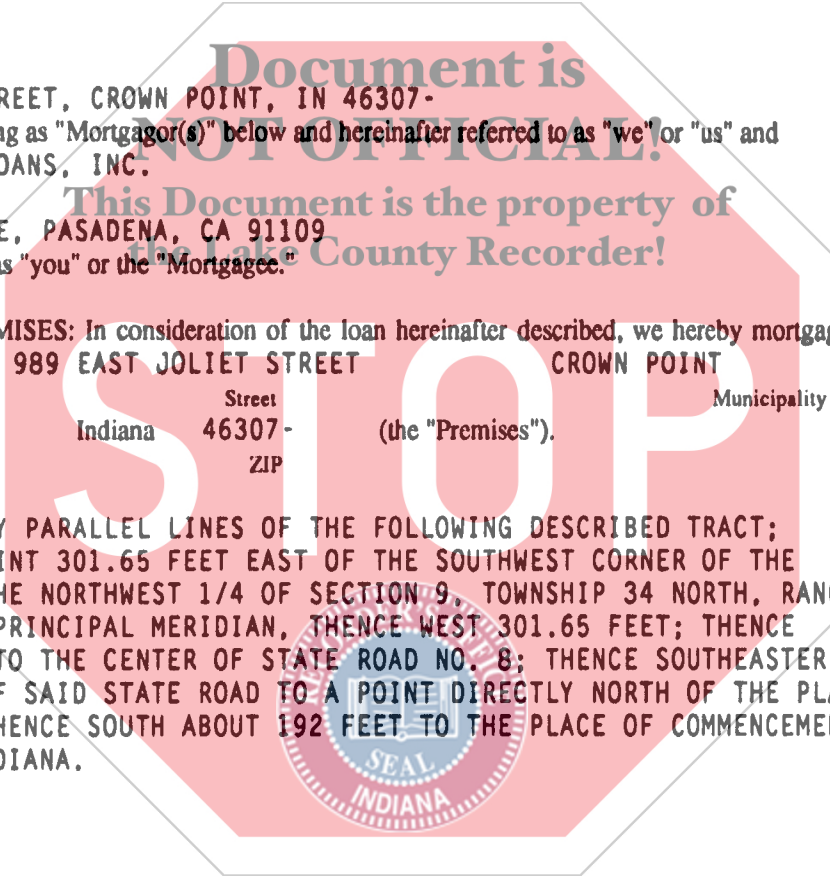 Document is
REET, CROWN POINT, IN 46307-
ng as "Mortgagor(s)" below and hereinafter referred to as "we" or "us" and
NOT OFFICIAL!
OANS, INC.
This Document is the property of
E, PASADENA, CA 91109
the Lake County Recorder!
as "you" or the "Mortgagee."
MISES: In consideration of the loan hereinafter described, we hereby mortgag
989 EAST JOLIET STREET CROWN POINT
Street Municipality
Indiana 46307- (the "Premises").
ZIP
STOP
Y PARALLEL LINES OF THE FOLLOWING DESCRIBED TRACT;
INT 301.65 FEET EAST OF THE SOUTHWEST CORNER OF THE
HE NORTHWEST 1/4 OF SECTION 9, TOWNSHIP 34 NORTH, RANG
PRINCIPAL MERIDIAN, THENCE WEST 301.65 FEET; THENCE
TO THE CENTER OF STATE ROAD NO. 8; THENCE SOUTHEASTER
F SAID STATE ROAD TO A POINT DIRECTLY NORTH OF THE PLA
HENCE SOUTH ABOUT 192 FEET TO THE PLACE OF COMMENCEME
DIANA.
RECORDER'S OFFICE
SEAL
INDIANA